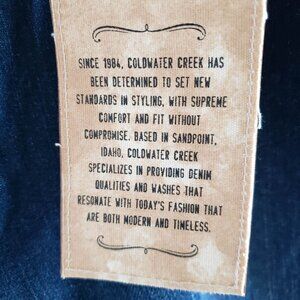 SINCE 1984, COLDWATER CREEK HAS
BEEN DETERMINED TO SET NEW
STANDARDS IN STYLING, WITH SUPREME
COMFORT AND FIT WITHOUT
COMPROMISE. BASED IN SANDPOINT,
IDAHO, COLDWATER CREEK
SPECIALIZES IN PROVIDING DENIM
QUALITIES AND WASHES THAT
RESONATE WITH TODAY'S FASHION THAT
ARE BOTH MODERN AND TIMELESS.